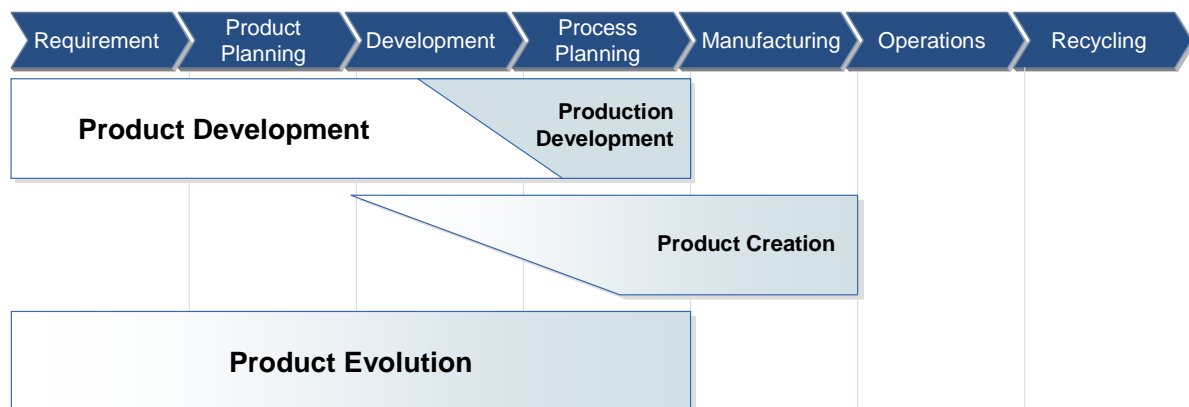 Requirement
Product
Planning
Development
Process
Planning
Manufacturing
Operations
Recycling
Product Development
Production
Development
Product Creation
Product Evolution